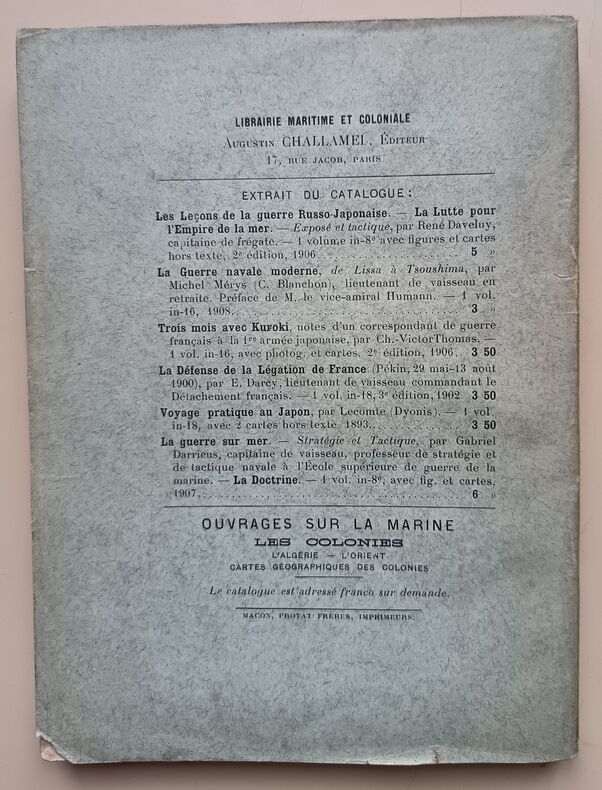 LIBRAIRIE MARITIME ET COLONIALE
AUGUSTIN CHALLAMEL, ÉDITEUR
17, RUE JACOB, PARIS
EXTRAIT DU CATALOGUE :
Les Leçons de la guerre Russo-Japonaise. — La Lutte pour
l'Empire de la mer. — Exposé et tactique, par René Daveluy,
capitaine de frégate. — 1 volume in-8° avec figures et cartes
hors texte, 2e édition, 1906 5 »
La Guerre navale moderne, de Lissa à Tsoushima, par
Michel Mérys (C. Blanchon), lieutenant de vaisseau en
retraite. Préface de M. le vice-amiral Humann. — 1 vol.
in-16, 1908 3 »
Trois mois avec Kuroki, notes d'un correspondant de guerre
français à la 1re armée japonaise, par Ch.-Victor Thomas. —
1 vol. in-16, avec photog. et cartes, 2e édition, 1906. 3 50
La Défense de la Légation de France (Pékin, 29 mai-13 août
1900), par E. Darcy, lieutenant de vaisseau commandant le
Détachement français. — 1 vol. in-18, 3e édition, 1902 3 50
Voyage pratique au Japon, par Lecomte (Dyonis). — 1 vol.
in-18, avec 2 cartes hors texte. 1893 3 50
La guerre sur mer. — Stratégie et Tactique, par Gabriel
Darrieus, capitaine de vaisseau, professeur de stratégie et
de tactique navale à l'École supérieure de guerre de la
marine. — La Doctrine. — 1 vol. in-8°, avec fig. et cartes,
1907 6 »
OUVRAGES SUR LA MARINE
LES COLONIES
L'ALGÉRIE — L'ORIENT
CARTES GÉOGRAPHIQUES DES COLONIES
Le catalogue est adressé franco sur demande.
MACON, PROTAT FRÈRES, IMPRIMEURS.